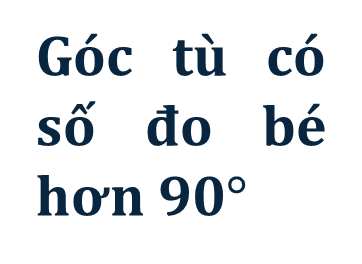 Góc tù có
số đo bé
hơn 90°